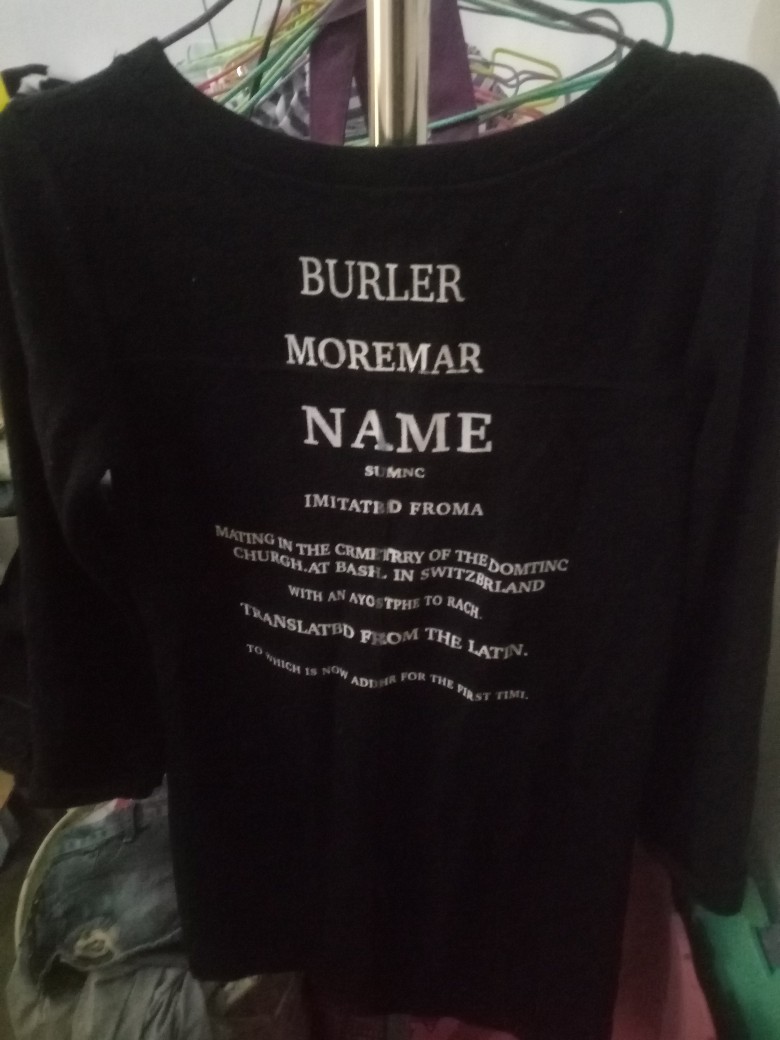 BURLER
MOREMAR
NAME
SUMNC
IMITATBD FROMA
MATING IN THE CRMETRRY OF THE DOMTINC
CHURGH.AT BASH. IN SWITZBRLAND
WITH AN AYOSTPHE TO RACH.
TRANSLATBD FROM THE LATIN.
TO WHICH IS NOW ADDHR FOR THE FIRST TIMI.